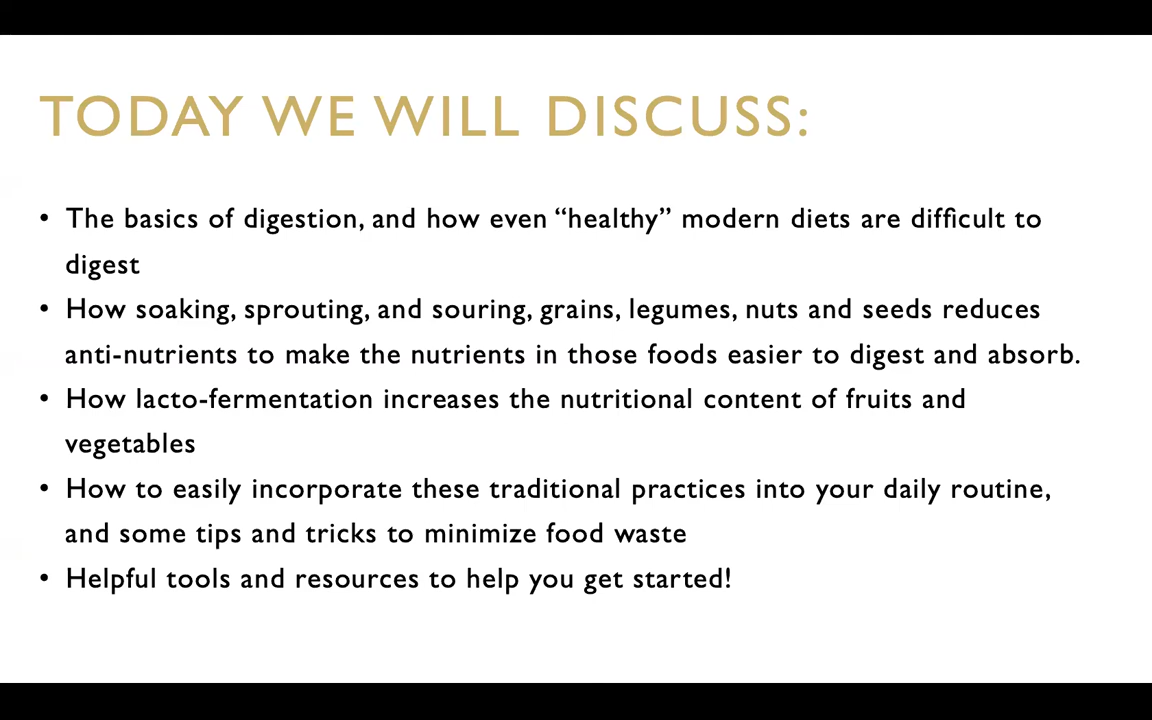 TODAY WE WILL DISCUSS:
• The basics of digestion, and how even “healthy” modern diets are difficult to
digest
• How soaking, sprouting, and souring, grains, legumes, nuts and seeds reduces
anti-nutrients to make the nutrients in those foods easier to digest and absorb.
• How lacto-fermentation increases the nutritional content of fruits and
vegetables
• How to easily incorporate these traditional practices into your daily routine,
and some tips and tricks to minimize food waste
• Helpful tools and resources to help you get started!